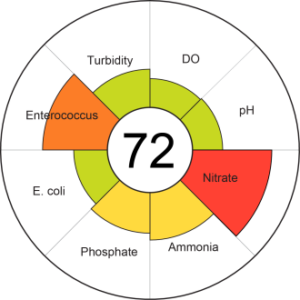 Turbidity
DO
pH
Enterococcus
72
Nitrate
E. coli
Ammonia
Phosphate